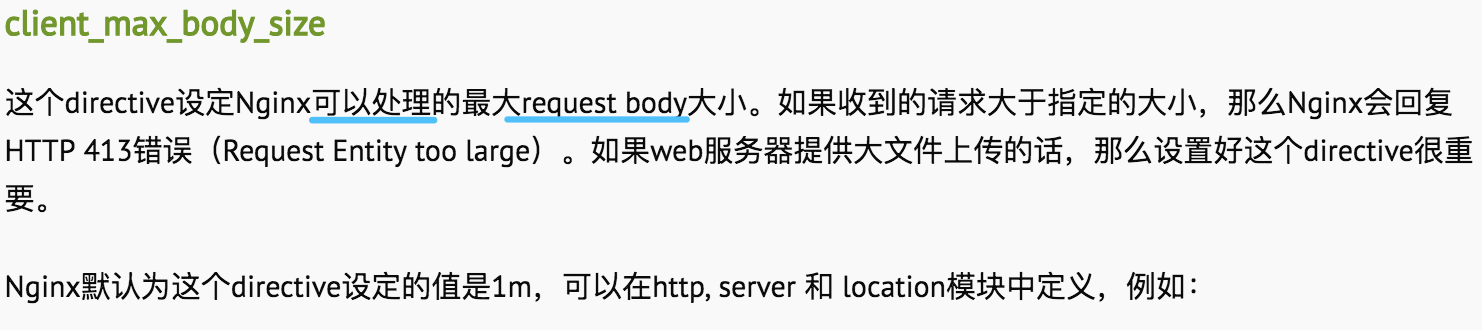 client_max_body_size
这个directive设定Nginx可以处理的最大request body大小。如果收到的请求大于指定的大小，那么Nginx会回复
HTTP 413错误（Request Entity too large）。如果web服务器提供大文件上传的话，那么设置好这个directive很重
要。
Nginx默认为这个directive设定的值是1m，可以在http, server 和 location模块中定义，例如：